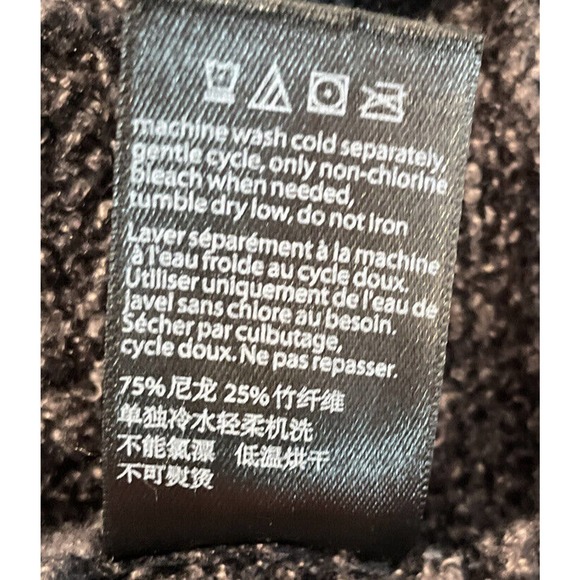 machine wash cold separately,
gentle cycle, only non-chlorine
bleach when needed,
tumble dry low, do not iron
Laver séparément à la machine
à l'eau froide au cycle doux.
Utiliser uniquement de l'eau de
javel sans chlore au besoin.
Sécher par culbutage,
cycle doux. Ne pas repasser.
75% 尼龙 25% 竹纤维
单独冷水轻柔机洗
不能氯漂 低温烘干
不可熨烫